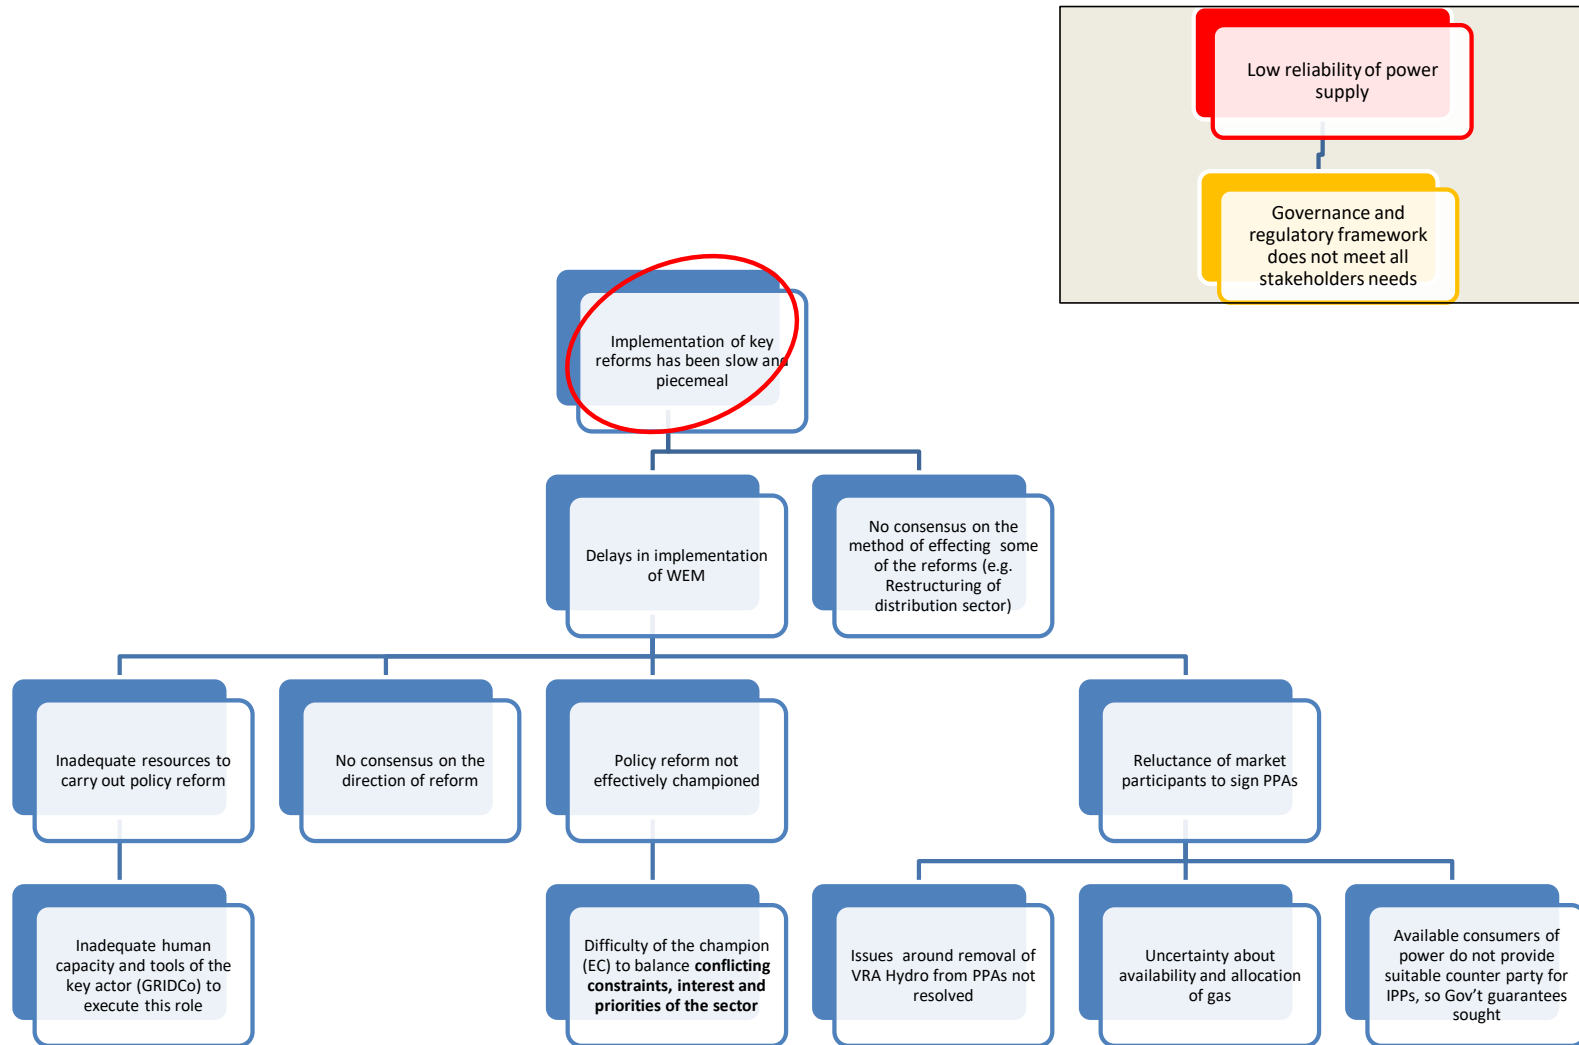 Low reliability of power
supply
Governance and
regulatory framework
does not meet all
stakeholders needs
Implementation of key
reforms has been slow and
piecemeal
Delays in implementation
of WEM
No consensus on the
method of effecting some
of the reforms (e.g.
Restructuring of
distribution sector)
Inadequate resources to
carry out policy reform
No consensus on the
direction of reform
Policy reform not
effectively championed
Reluctance of market
participants to sign PPAs
Inadequate human
capacity and tools of the
key actor (GRIDCo) to
execute this role
Difficulty of the champion
(EC) to balance conflicting
constraints, interest and
priorities of the sector
Issues around removal of
VRA Hydro from PPAs not
resolved
Uncertainty about
availability and allocation
of gas
Available consumers of
power do not provide
suitable counter party for
IPPs, so Gov’t guarantees
sought